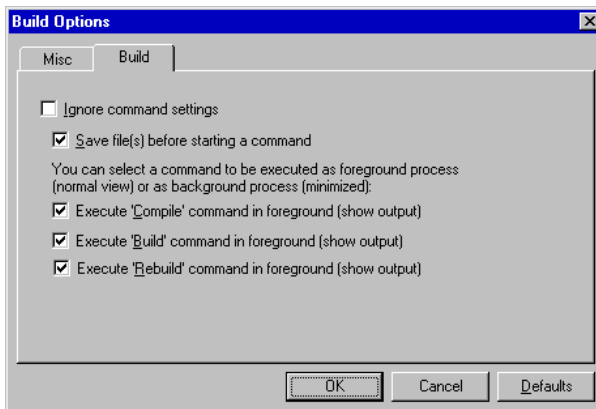 Build Options
Misc Build
Ignore command settings
Save file(s) before starting a command
You can select a command to be executed as foreground process
(normal view) or as background process (minimized):
Execute 'Compile' command in foreground (show output)
Execute 'Build' command in foreground (show output)
Execute 'Rebuild' command in foreground (show output)
OK Cancel Defaults